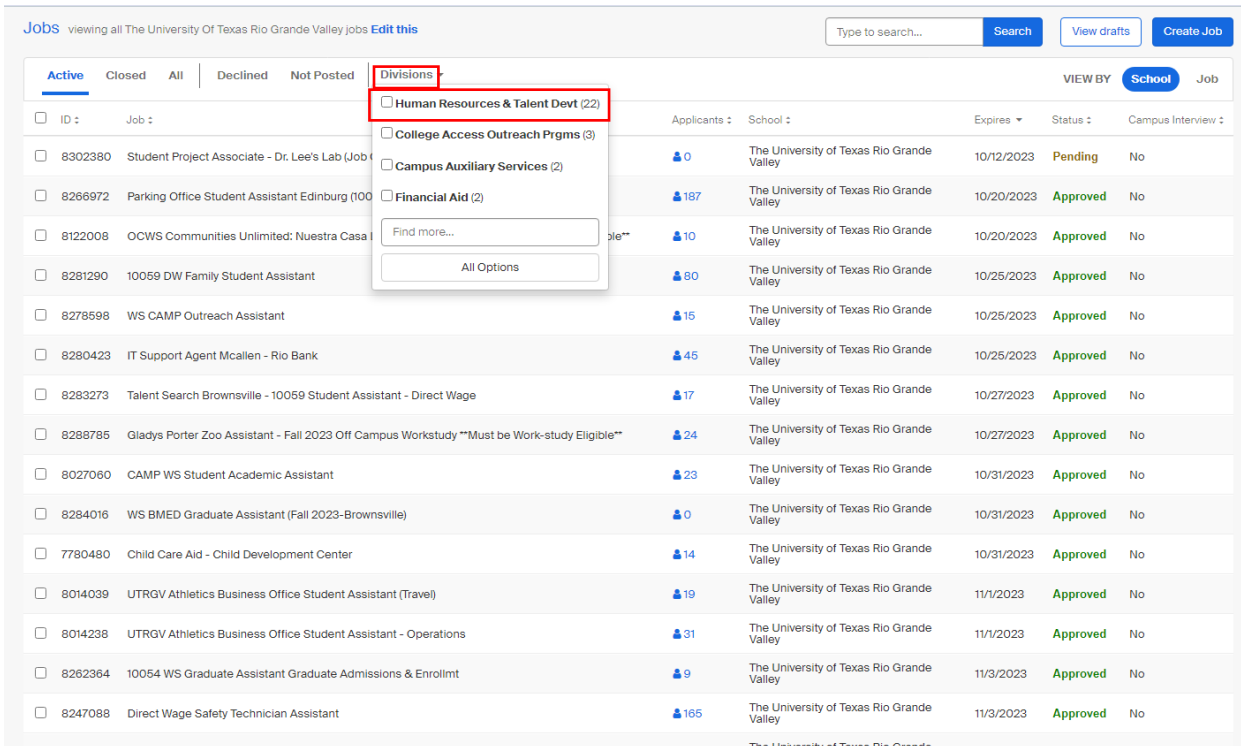 Jobs viewing all The University Of Texas Rio Grande Valley jobs Edit this
Type to search... Search View drafts Create Job
Active Closed All Declined Not Posted Divisions VIEW BY School Job
Human Resources & Talent Devt (22)
College Access Outreach Prgms (3)
Campus Auxiliary Services (2)
Financial Aid (2)
Find more...
All Options
ID Job Applicants School Expires Status Campus Interview
8302380 Student Project Associate - Dr. Lee's Lab (Job 0 The University of Texas Rio Grande
Valley 10/12/2023 Pending No
8266972 Parking Office Student Assistant Edinburg (100 187 The University of Texas Rio Grande
Valley 10/20/2023 Approved No
8122008 OCWS Communities Unlimited: Nuestra Casa ble** 10 The University of Texas Rio Grande
Valley 10/20/2023 Approved No
8281290 10059 DW Family Student Assistant 80 The University of Texas Rio Grande
Valley 10/25/2023 Approved No
8278598 WS CAMP Outreach Assistant 15 The University of Texas Rio Grande
Valley 10/25/2023 Approved No
8280423 IT Support Agent Mcallen - Rio Bank 45 The University of Texas Rio Grande
Valley 10/25/2023 Approved No
8283273 Talent Search Brownsville - 10059 Student Assistant - Direct Wage 17 The University of Texas Rio Grande
Valley 10/27/2023 Approved No
8288785 Gladys Porter Zoo Assistant - Fall 2023 Off Campus Workstudy **Must be Work-study Eligible** 24 The University of Texas Rio Grande
Valley 10/27/2023 Approved No
8027060 CAMP WS Student Academic Assistant 23 The University of Texas Rio Grande
Valley 10/31/2023 Approved No
8284016 WS BMED Graduate Assistant (Fall 2023-Brownsville) 0 The University of Texas Rio Grande
Valley 10/31/2023 Approved No
7780480 Child Care Aid - Child Development Center 14 The University of Texas Rio Grande
Valley 10/31/2023 Approved No
8014039 UTRGV Athletics Business Office Student Assistant (Travel) 19 The University of Texas Rio Grande
Valley 11/1/2023 Approved No
8014238 UTRGV Athletics Business Office Student Assistant - Operations 31 The University of Texas Rio Grande
Valley 11/1/2023 Approved No
8262364 10054 WS Graduate Assistant Graduate Admissions & Enrollmt 9 The University of Texas Rio Grande
Valley 11/3/2023 Approved No
8247088 Direct Wage Safety Technician Assistant 165 The University of Texas Rio Grande
Valley 11/3/2023 Approved No